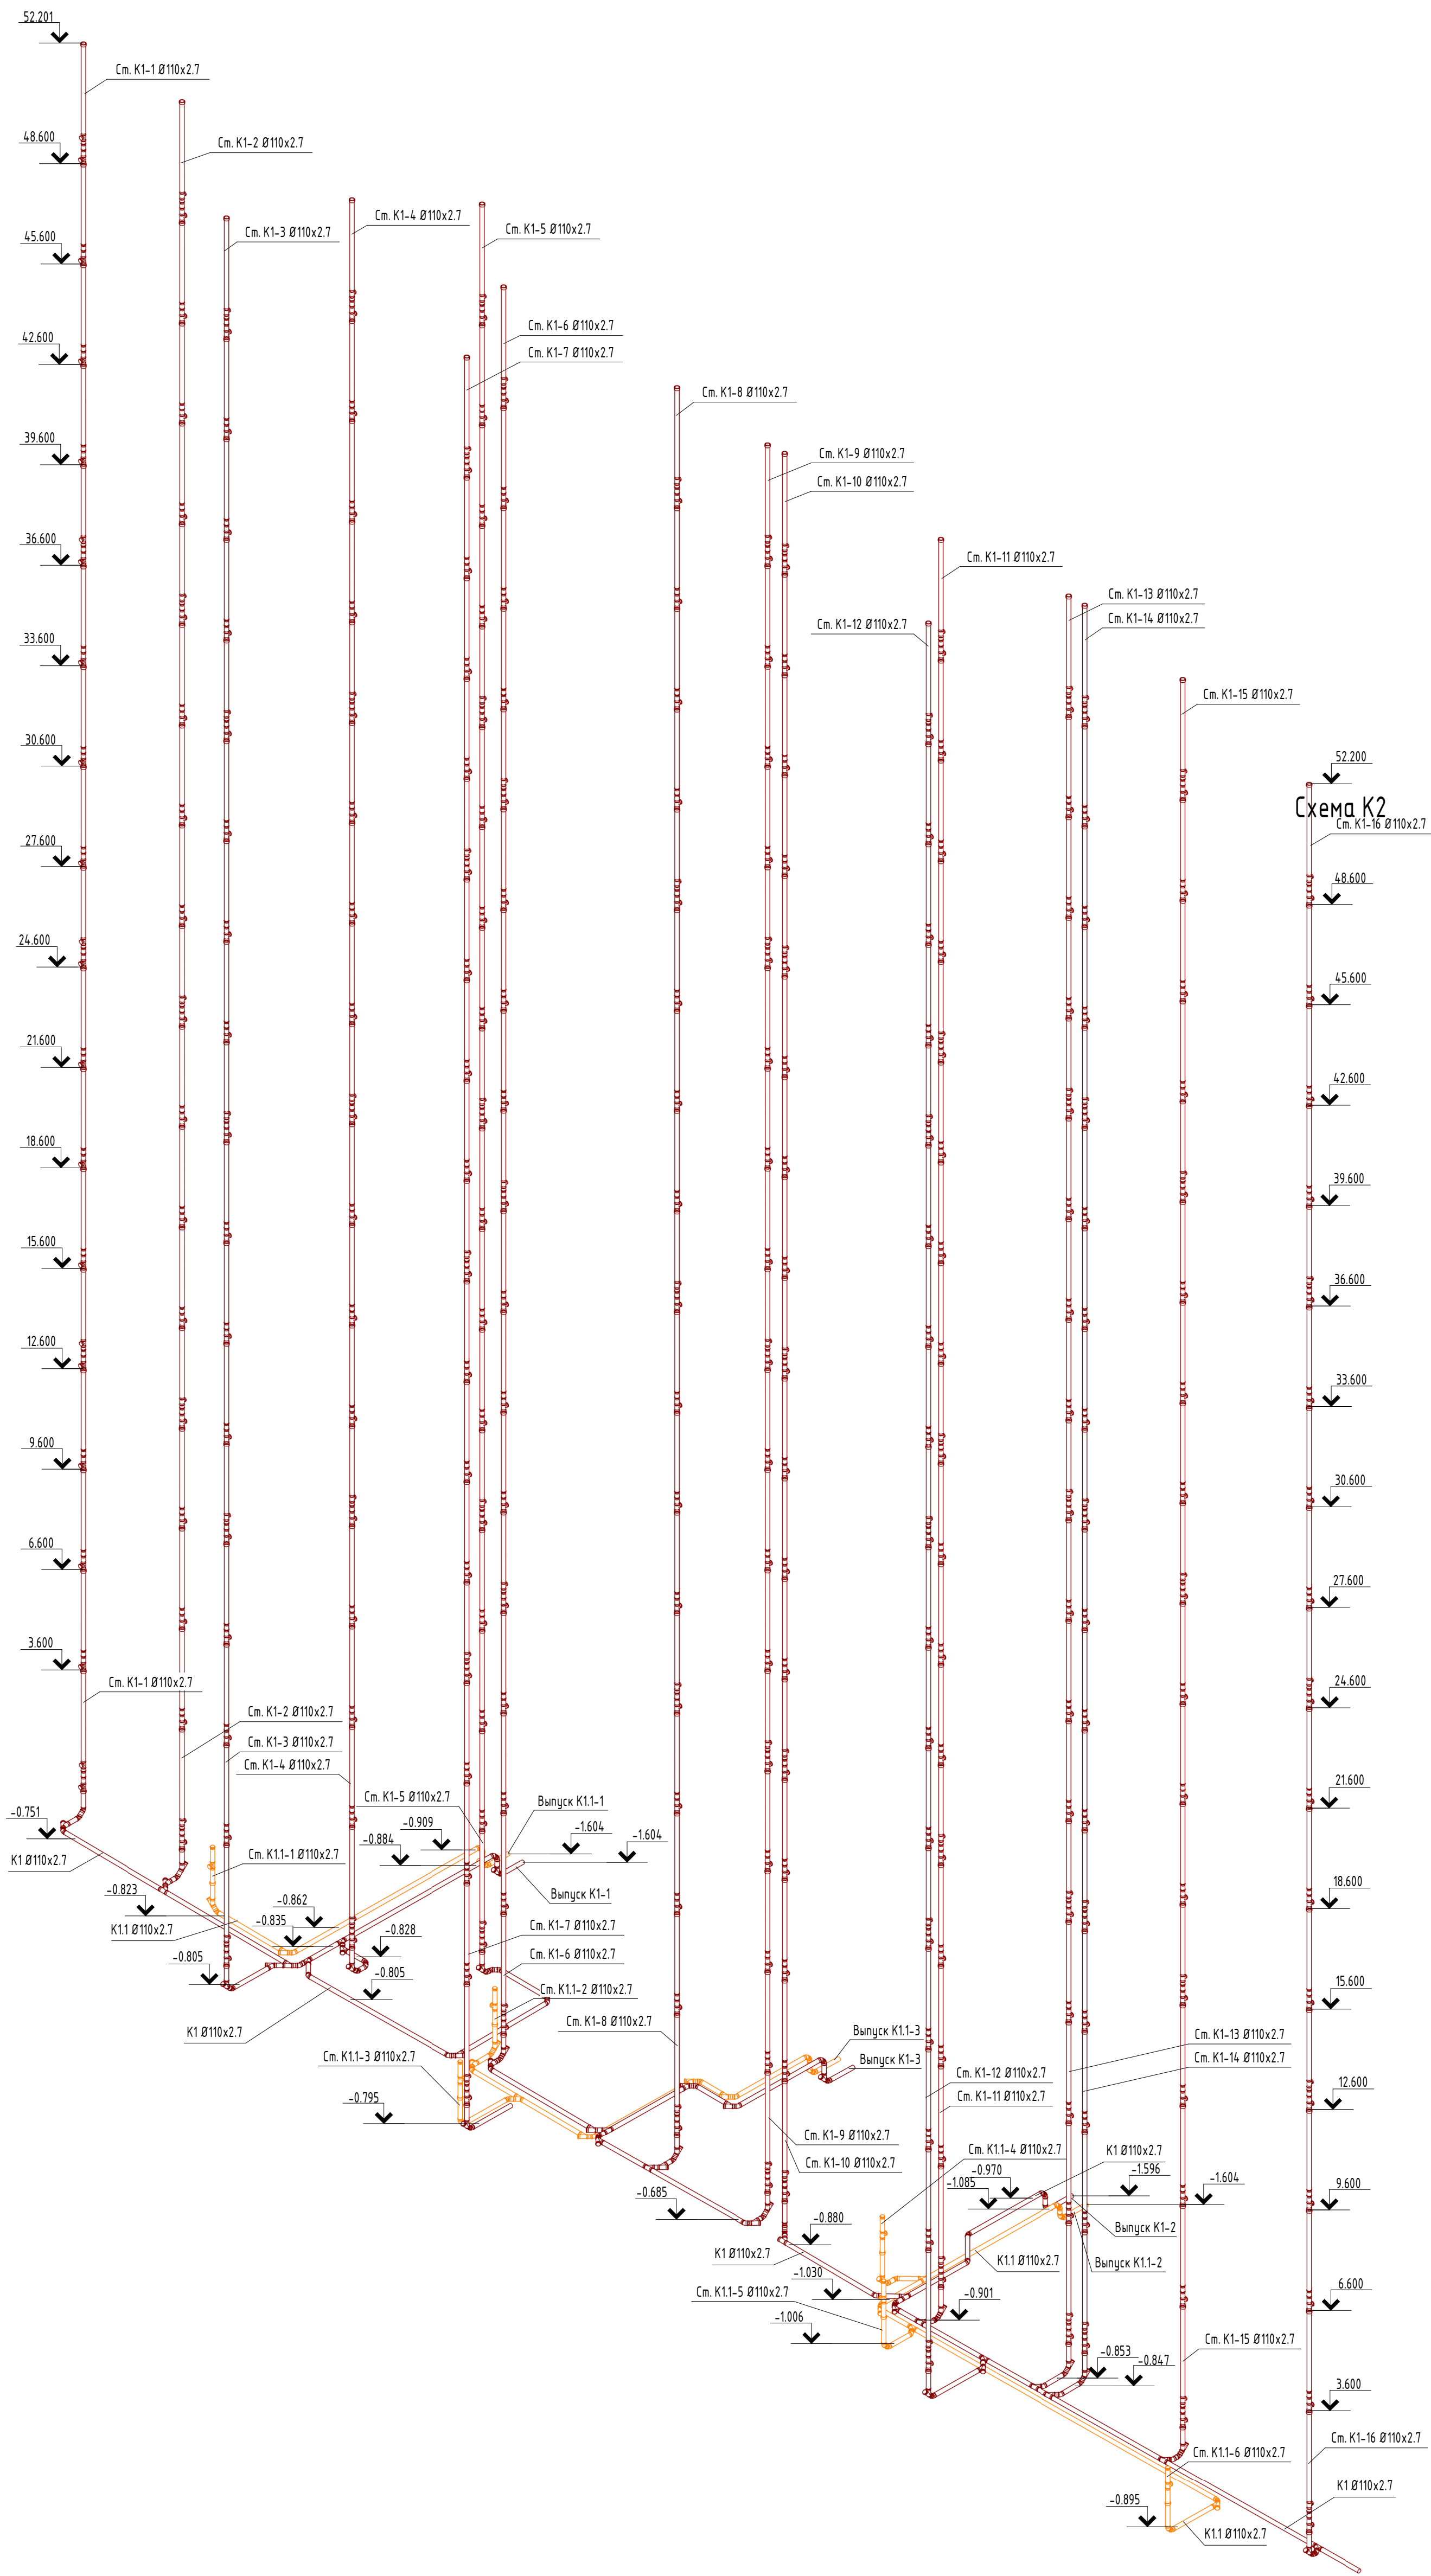 52.201
Ст. К1-1 Ø110x2.7
48.600
Ст. К1-2 Ø110x2.7
Ст. К1-3 Ø110x2.7
Ст. К1-4 Ø110x2.7
Ст. К1-5 Ø110x2.7
45.600
Ст. К1-6 Ø110x2.7
42.600
Ст. К1-7 Ø110x2.7
Ст. К1-8 Ø110x2.7
39.600
Ст. К1-9 Ø110x2.7
Ст. К1-10 Ø110x2.7
36.600
Ст. К1-11 Ø110x2.7
33.600
Ст. К1-12 Ø110x2.7
Ст. К1-13 Ø110x2.7
Ст. К1-14 Ø110x2.7
Ст. К1-15 Ø110x2.7
30.600
52.200
Схема К2
Ст. К1-16 Ø110x2.7
27.600
48.600
24.600
45.600
21.600
42.600
18.600
39.600
15.600
36.600
12.600
33.600
9.600
30.600
6.600
27.600
3.600
24.600
Ст. К1-1 Ø110x2.7
Ст. К1-2 Ø110x2.7
Ст. К1-3 Ø110x2.7
Ст. К1-4 Ø110x2.7
Ст. К1-5 Ø110x2.7
Выпуск К1.1-1
21.600
-0.751
-0.909
-0.884
-1.604
-1.604
К1 Ø110x2.7
Ст. К1.1-1 Ø110x2.7
Выпуск К1-1
18.600
-0.823
-0.862
К1.1 Ø110x2.7
-0.835
-0.828
Ст. К1-7 Ø110x2.7
-0.805
-0.805
Ст. К1-6 Ø110x2.7
Ст. К1.1-2 Ø110x2.7
15.600
К1 Ø110x2.7
Ст. К1-8 Ø110x2.7
Выпуск К1.1-3
Ст. К1-13 Ø110x2.7
Ст. К1.1-3 Ø110x2.7
Выпуск К1-3
Ст. К1-14 Ø110x2.7
Ст. К1-12 Ø110x2.7
Ст. К1-11 Ø110x2.7
-0.795
12.600
Ст. К1-9 Ø110x2.7
Ст. К1-10 Ø110x2.7
Ст. К1.1-4 Ø110x2.7
К1 Ø110x2.7
-0.970
-1.085
-1.596
-1.604
9.600
-0.685
-0.880
Выпуск К1-2
К1 Ø110x2.7
К1.1 Ø110x2.7
Выпуск К1.1-2
-1.030
Ст. К1.1-5 Ø110x2.7
-0.901
6.600
-1.006
Ст. К1-15 Ø110x2.7
-0.853
-0.847
3.600
Ст. К1-16 Ø110x2.7
Ст. К1.1-6 Ø110x2.7
К1 Ø110x2.7
-0.895
К1.1 Ø110x2.7